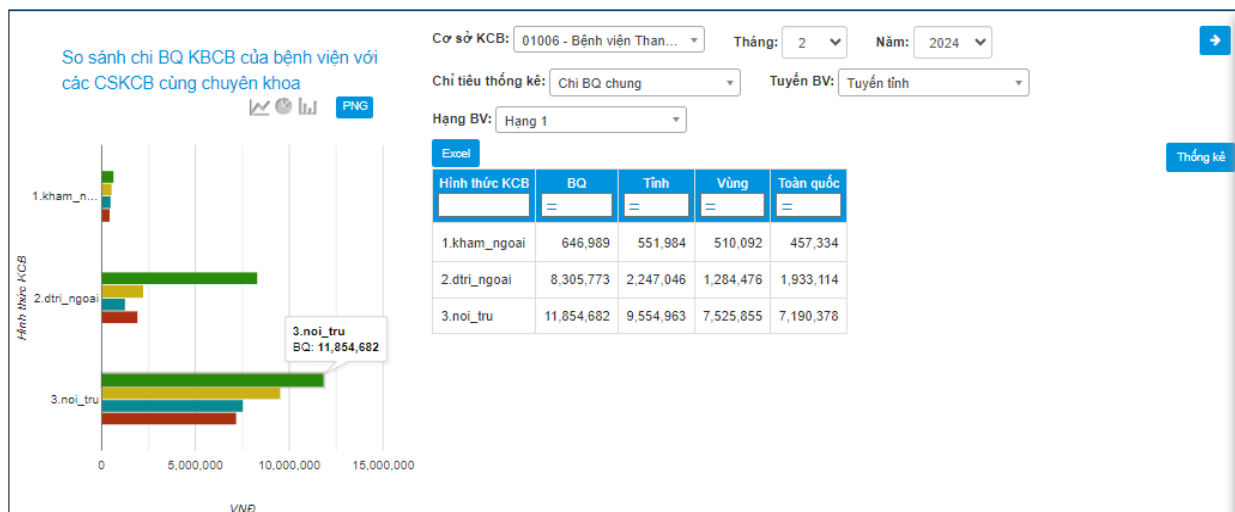 So sánh chi BQ KBCB của bệnh viện với
các CSKCB cùng chuyên khoa
PNG
1.kham_n...
2.dtri_ngoai
3.noi_tru
Hình thức KCB
3.noi_tru
BQ: 11,854,682
0 5,000,000 10,000,000 15,000,000
VNĐ
Cơ sở KCB: 01006 - Bệnh viện Than... Tháng: 2 Năm: 2024
Chỉ tiêu thống kê: Chi BQ chung Tuyến BV: Tuyến tỉnh
Hạng BV: Hạng 1
Excel
Thống kê
Hình thức KCB BQ Tỉnh Vùng Toàn quốc
= = = =
1.kham_ngoai 646,989 551,984 510,092 457,334
2.dtri_ngoai 8,305,773 2,247,046 1,284,476 1,933,114
3.noi_tru 11,854,682 9,554,963 7,525,855 7,190,378